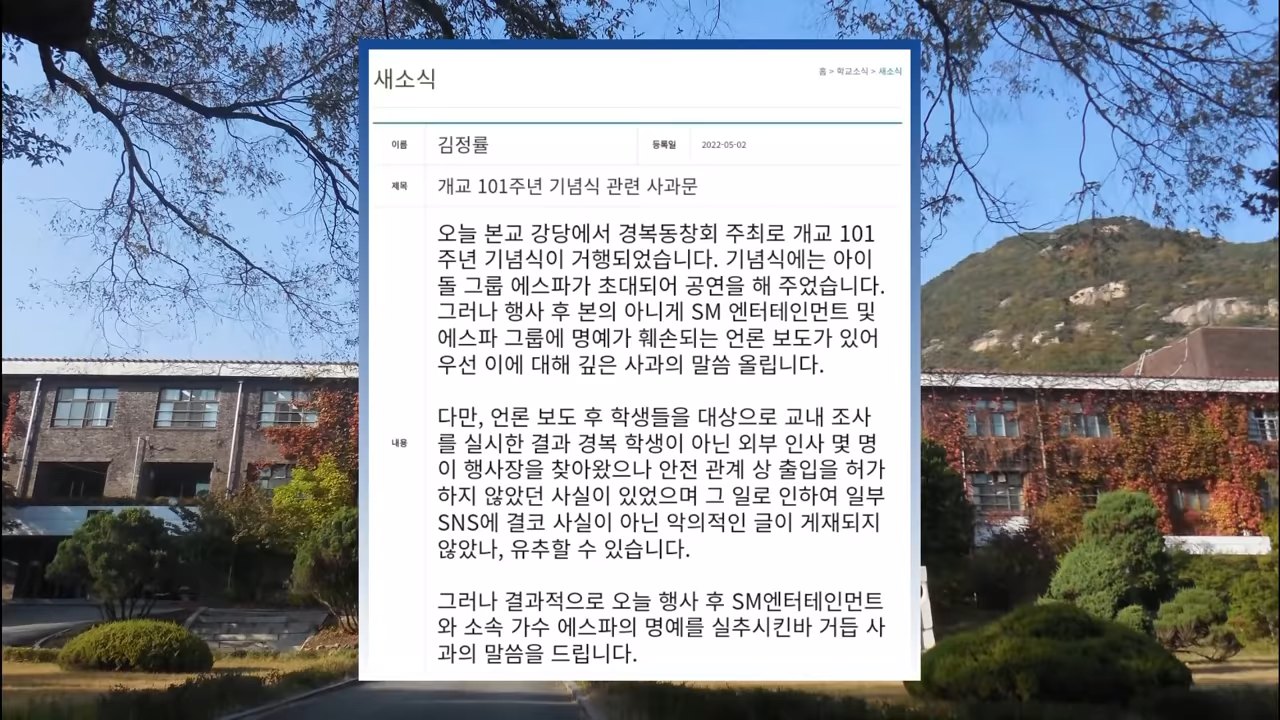 새소식
홈 > 학교소식 > 새소식
이름 김정률 등록일 2022-05-02
제목 개교 101주년 기념식 관련 사과문
오늘 본교 강당에서 경복동창회 주최로 개교 101
주년 기념식이 거행되었습니다. 기념식에는 아이
돌 그룹 에스파가 초대되어 공연을 해 주었습니다.
그러나 행사 후 본의 아니게 SM 엔터테인먼트 및
에스파 그룹에 명예가 훼손되는 언론 보도가 있어
우선 이에 대해 깊은 사과의 말씀 올립니다.
다만, 언론 보도 후 학생들을 대상으로 교내 조사
내용 를 실시한 결과 경복 학생이 아닌 외부 인사 몇 명
이 행사장을 찾아왔으나 안전 관계 상 출입을 허가
하지 않았던 사실이 있었으며 그 일로 인하여 일부
SNS에 결코 사실이 아닌 악의적인 글이 게재되지
않았나, 유추할 수 있습니다.
그러나 결과적으로 오늘 행사 후 SM엔터테인먼트
와 소속 가수 에스파의 명예를 실추시킨바 거듭 사
과의 말씀을 드립니다.